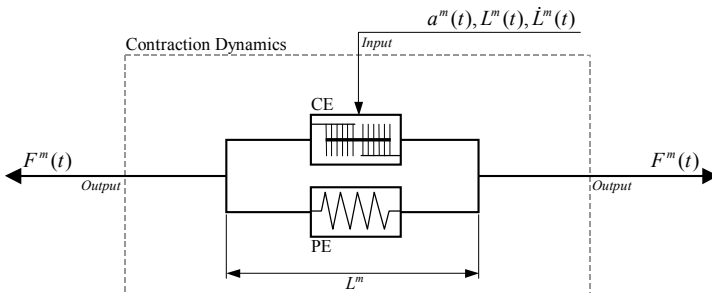 a^m(t), L^m(t), L̇^m(t)
Contraction Dynamics
Input
CE
F^m(t)
F^m(t)
Output
Output
PE
L^m